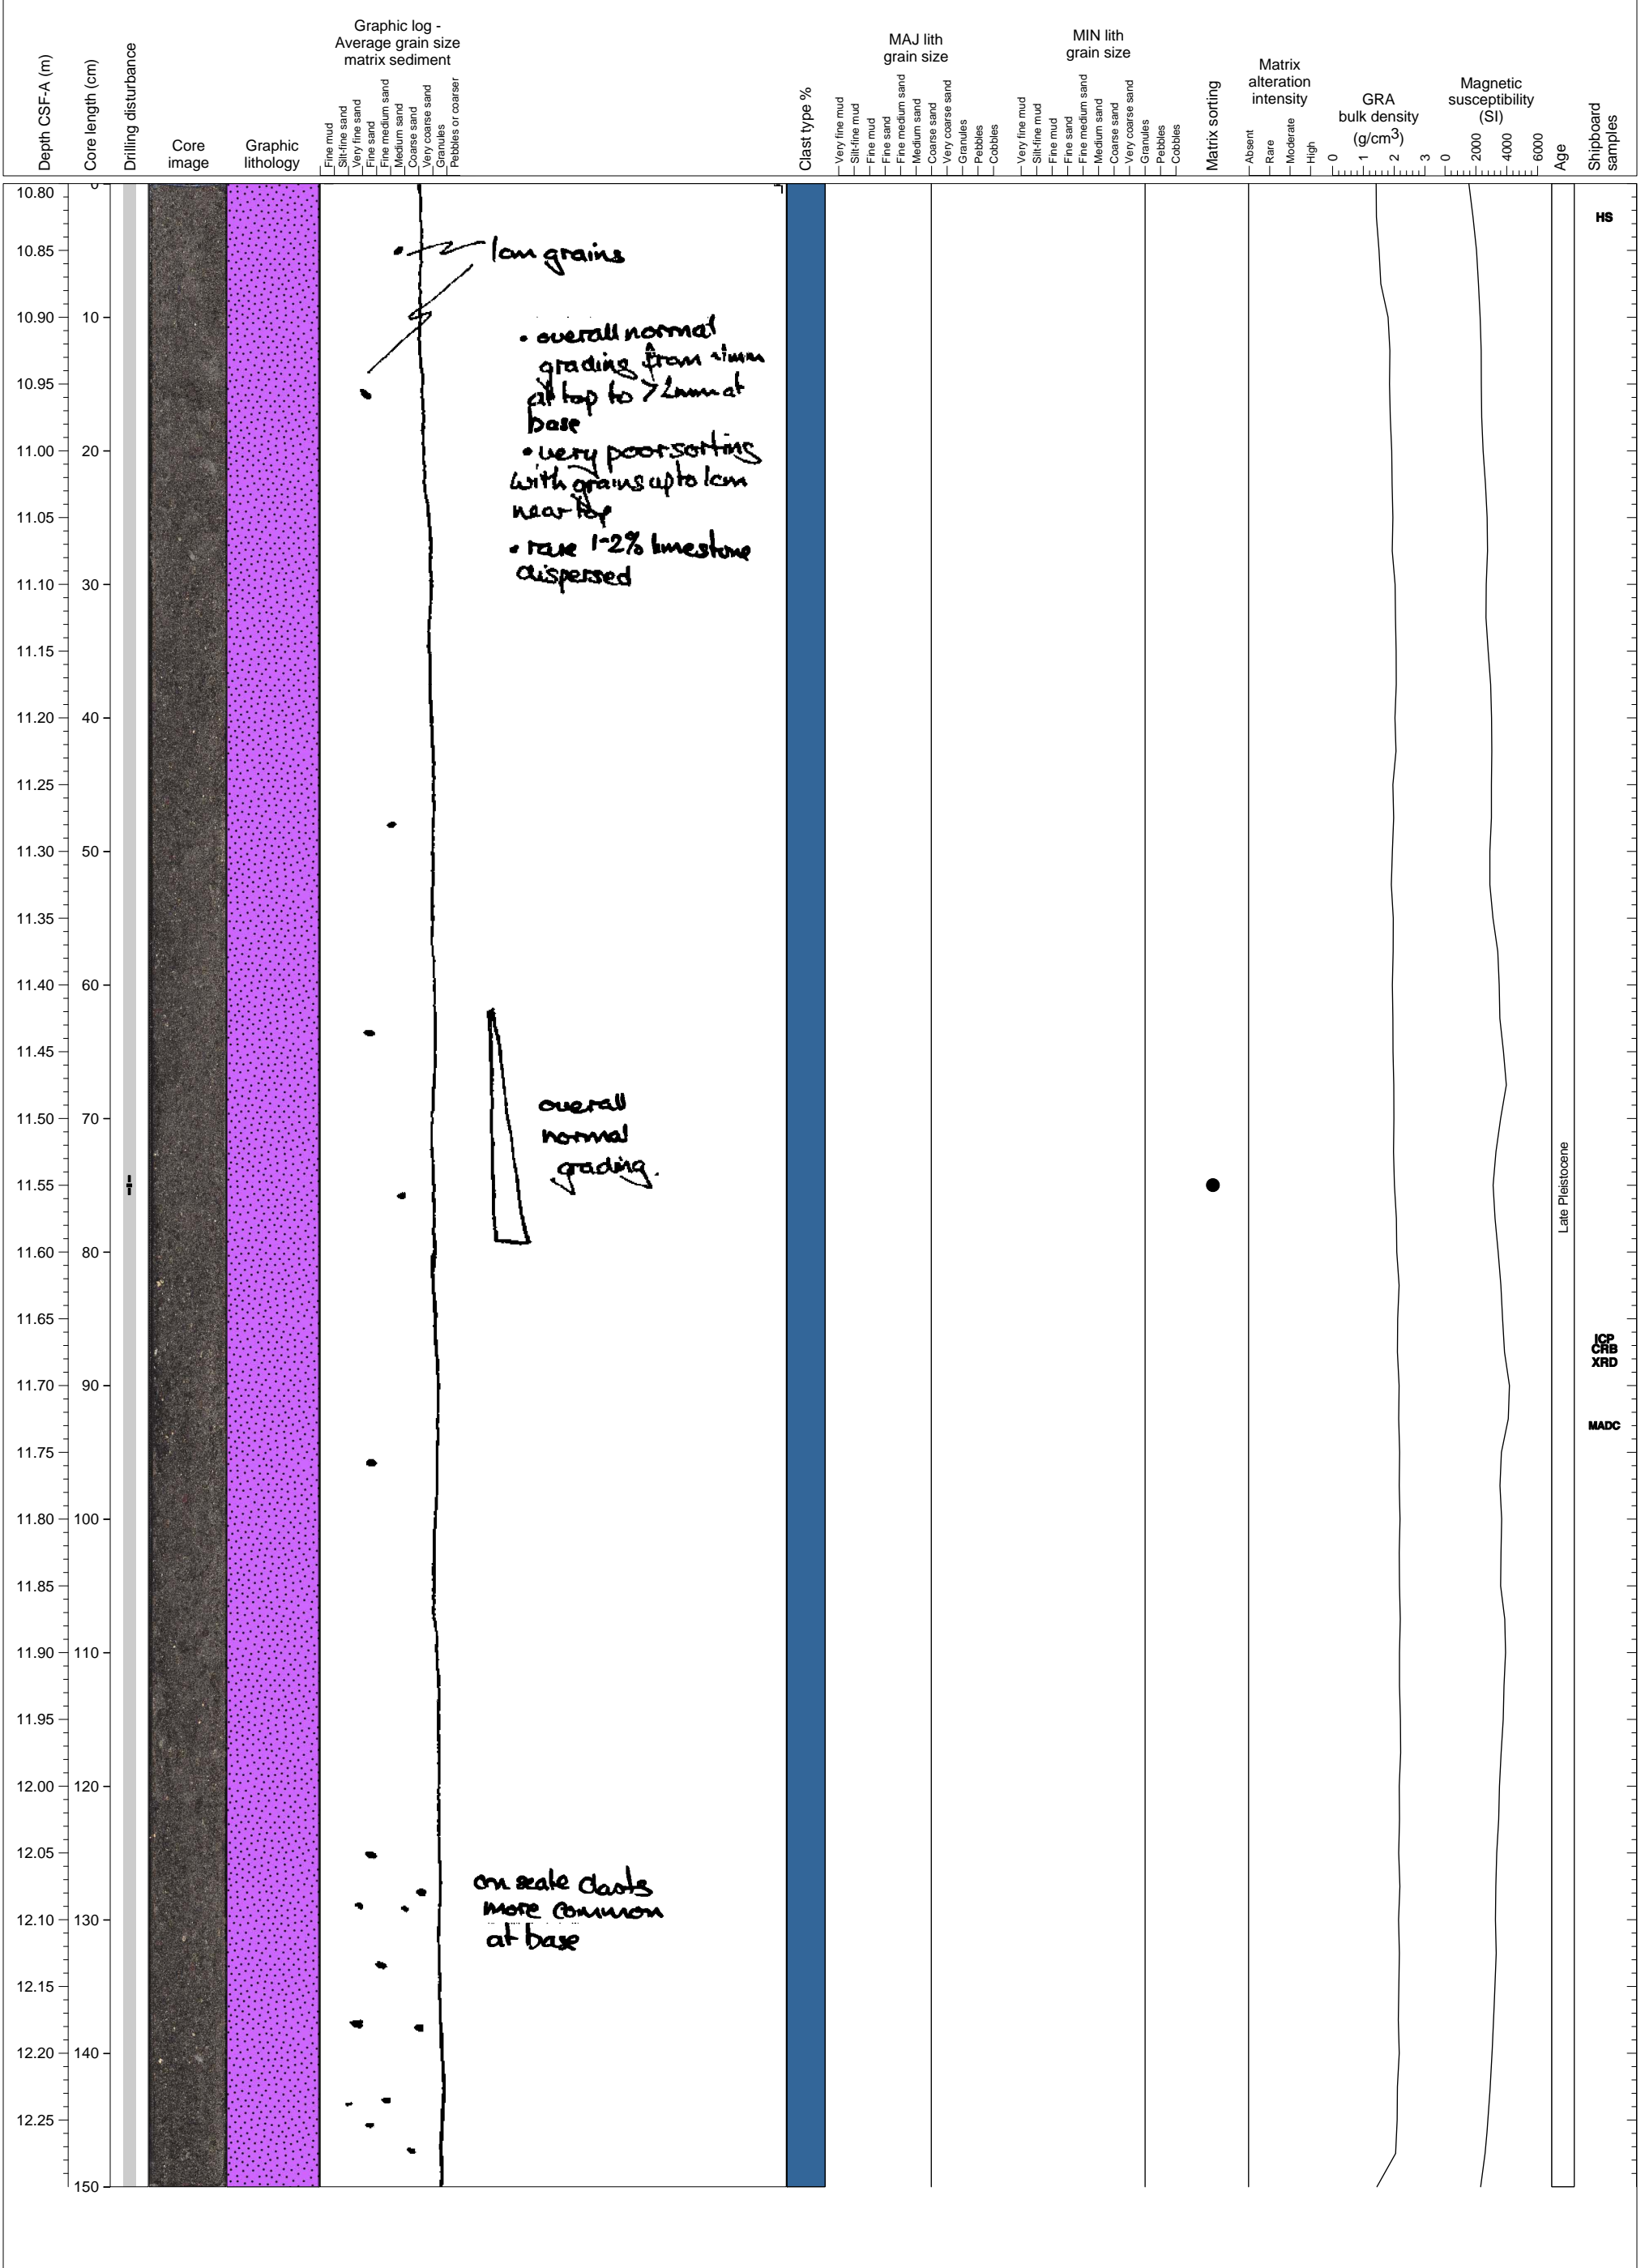 Graphic log -
Average grain size
matrix sediment
MAJ lith
grain size
MIN lith
grain size
Matrix
alteration
intensity
GRA
bulk density
(g/cm3)
Magnetic
susceptibility
(SI)
Depth CSF-A (m)
Core length (cm)
Drilling disturbance
Core
image
Graphic
lithology
Fine mud
Silt-fine sand
Very fine sand
Fine sand
Fine medium sand
Medium sand
Coarse sand
Very coarse sand
Granules
Pebbles or coarser
Clast type %
Very fine mud
Silt-fine mud
Fine mud
Fine sand
Fine medium sand
Medium sand
Coarse sand
Very coarse sand
Granules
Pebbles
Cobbles
Very fine mud
Silt-fine mud
Fine mud
Fine sand
Fine medium sand
Medium sand
Coarse sand
Very coarse sand
Granules
Pebbles
Cobbles
Matrix sorting
Absent
Rare
Moderate
High
0 1 2 3
0 2000 4000 6000
Age
Shipboard
samples
10.80 0
HS
10.85
1cm grains
10.90 10
• overall normal
grading from ~1mm
at top to >2mm at
base
10.95
• very poor sorting
with grains up to 1cm
near top
11.00 20
• rare 1-2% limestone
dispersed
11.05
11.10 30
11.15
11.20 40
11.25
11.30 50
11.35
11.40 60
11.45
overall
normal
grading.
11.50 70
11.55
Late Pleistocene
11.60 80
11.65
ICP
CRB
XRD
11.70 90
MADC
11.75
11.80 100
11.85
11.90 110
11.95
12.00 120
12.05
cm scale clasts
more common
at base
12.10 130
12.15
12.20 140
12.25
150